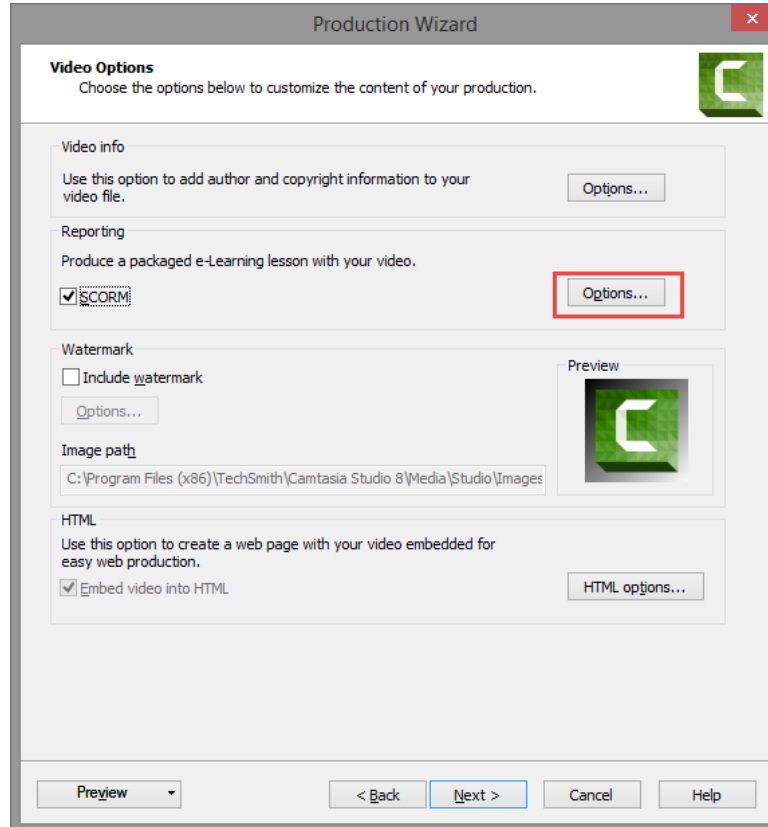 Production Wizard
Video Options
Choose the options below to customize the content of your production.
Video info
Use this option to add author and copyright information to your
video file.
Options...
Reporting
Produce a packaged e-Learning lesson with your video.
SCORM
Options...
Watermark
Include watermark
Options...
Preview
Image path
C:\Program Files (x86)\TechSmith\Camtasia Studio 8\Media\Studio\Images
HTML
Use this option to create a web page with your video embedded for
easy web production.
Embed video into HTML
HTML options...
Preview
< Back
Next >
Cancel
Help